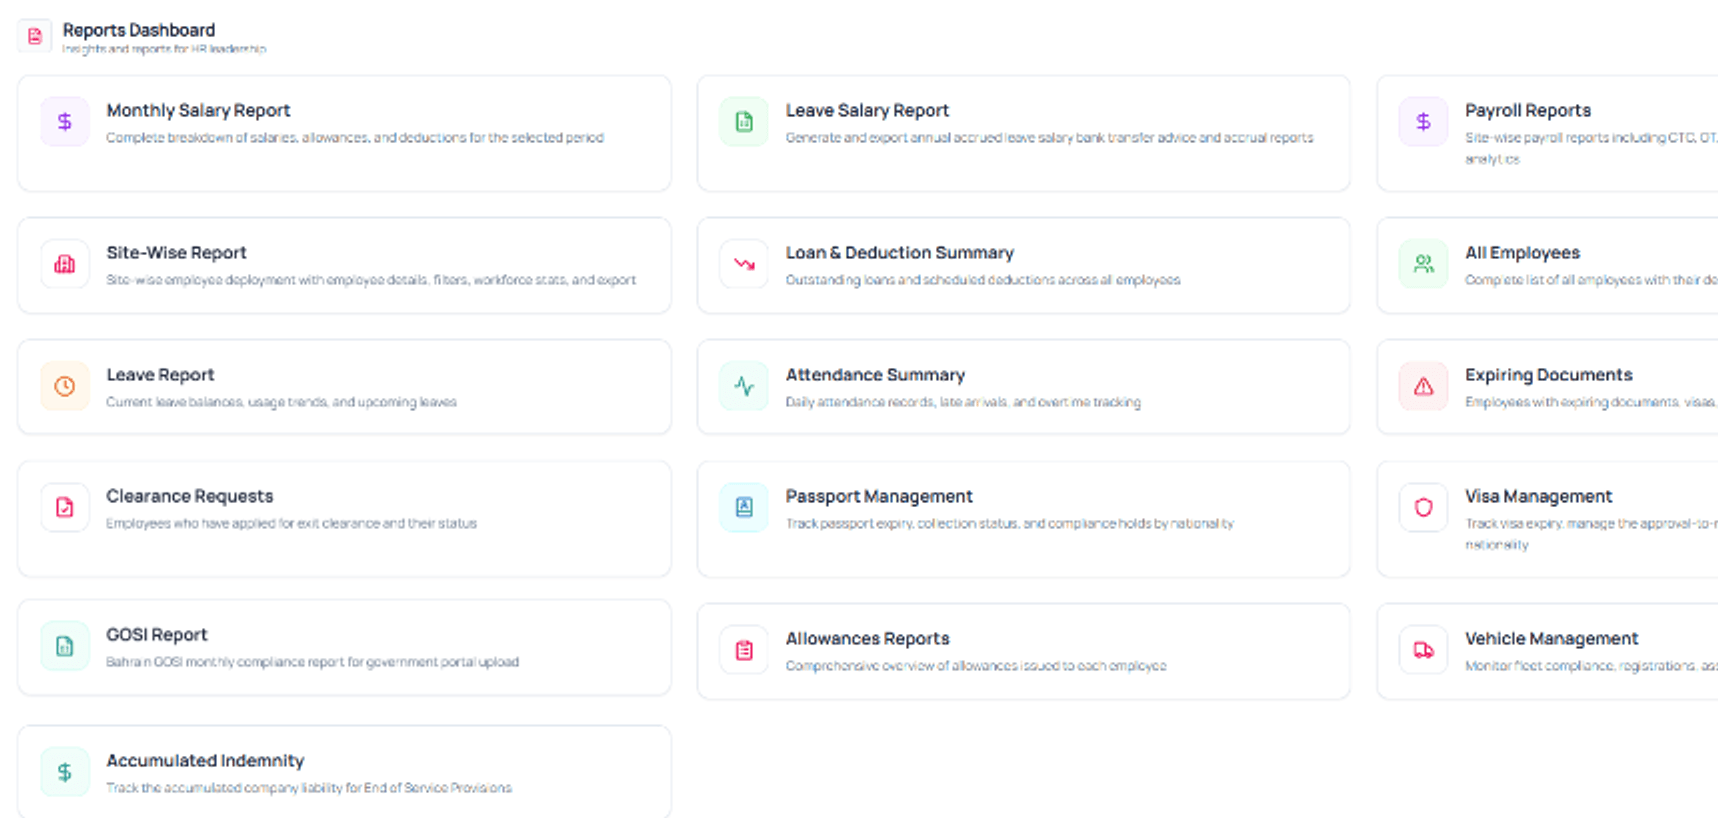 Reports Dashboard
Insights and reports for HR leadership
Monthly Salary Report
Complete breakdown of salaries, allowances, and deductions for the selected period
Leave Salary Report
Generate and export annual accrued leave salary bank transfer advice and accrual reports
Payroll Reports
Site-wise payroll reports including CTC, OT,
analytics
Site-Wise Report
Site-wise employee deployment with employee details, filters, workforce stats, and export
Loan & Deduction Summary
Outstanding loans and scheduled deductions across all employees
All Employees
Complete list of all employees with their de
Leave Report
Current leave balances, usage trends, and upcoming leaves
Attendance Summary
Daily attendance records, late arrivals, and overtime tracking
Expiring Documents
Employees with expiring documents, visas,
Clearance Requests
Employees who have applied for exit clearance and their status
Passport Management
Track passport expiry, collection status, and compliance holds by nationality
Visa Management
Track visa expiry, manage the approval-to-r
nationality
GOSI Report
Bahrain GOSI monthly compliance report for government portal upload
Allowances Reports
Comprehensive overview of allowances issued to each employee
Vehicle Management
Monitor fleet compliance, registrations, ass
Accumulated Indemnity
Track the accumulated company liability for End of Service Provisions